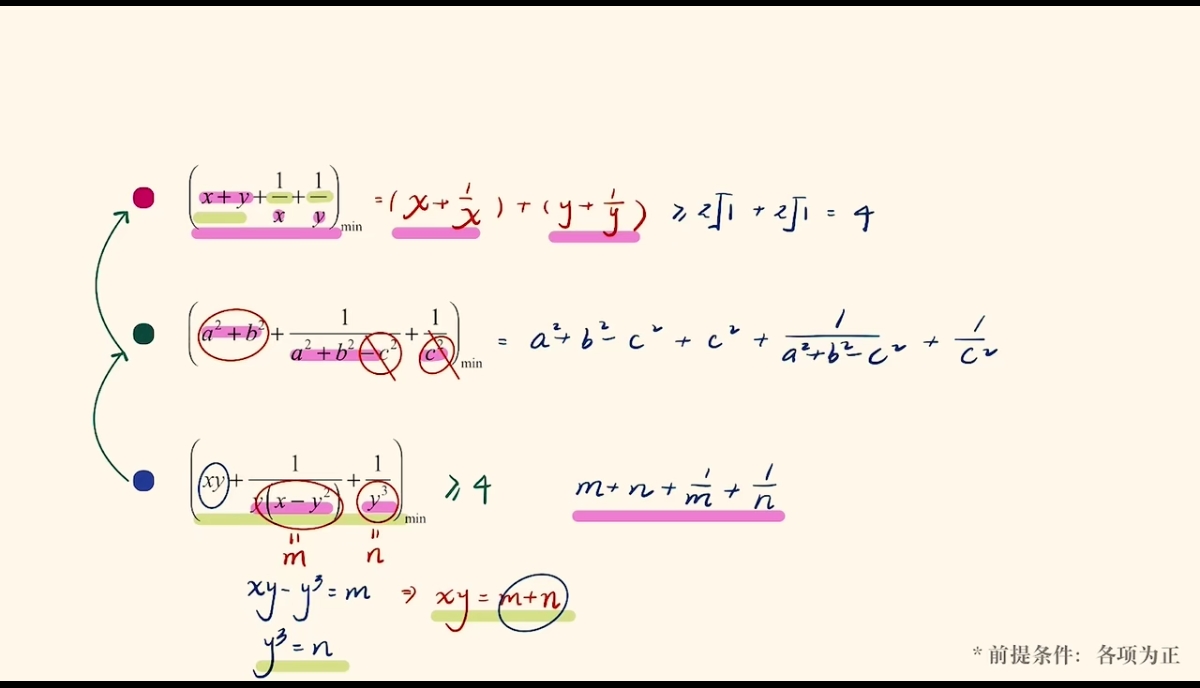 (x + y + 1/x + 1/y)min = (x + 1/x) + (y + 1/y) ≥ 2√1 + 2√1 = 4
(a² + b² + 1/(a² + b² − c²) + 1/c²)min = a² + b² − c² + c² + 1/(a² + b² − c²) + 1/c²
(xy + 1/(y(x − y²)) + 1/y³)min ≥ 4 m + n + 1/m + 1/n
= m = n
xy − y³ = m ⇒ xy = m + n
y³ = n
* 前提条件：各项为正